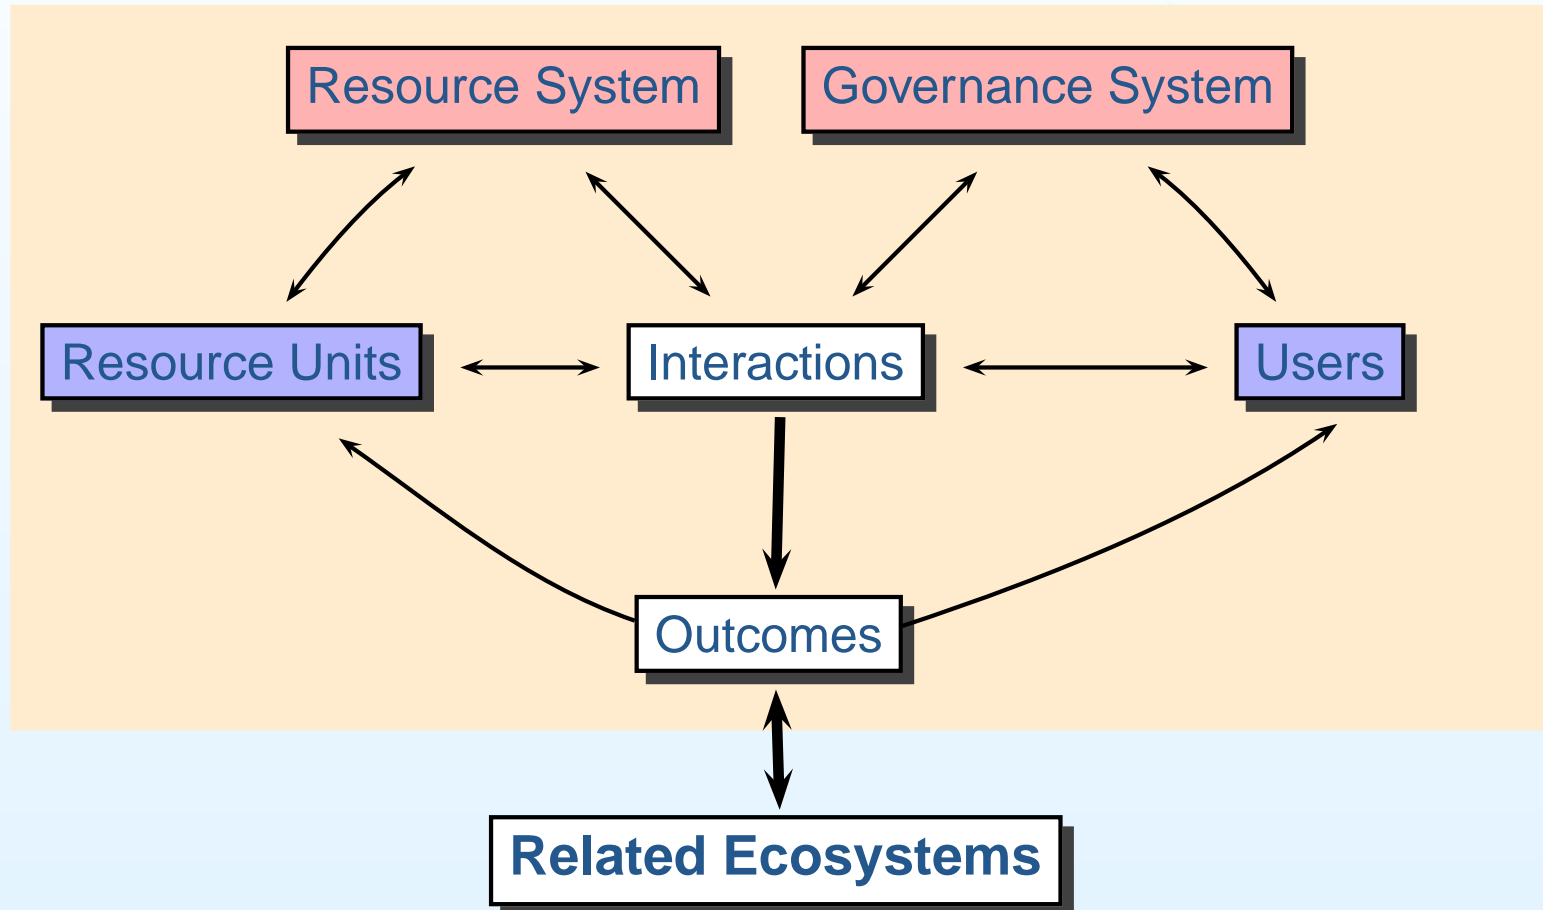 Resource System
Governance System
Resource Units
Interactions
Users
Outcomes
Related Ecosystems